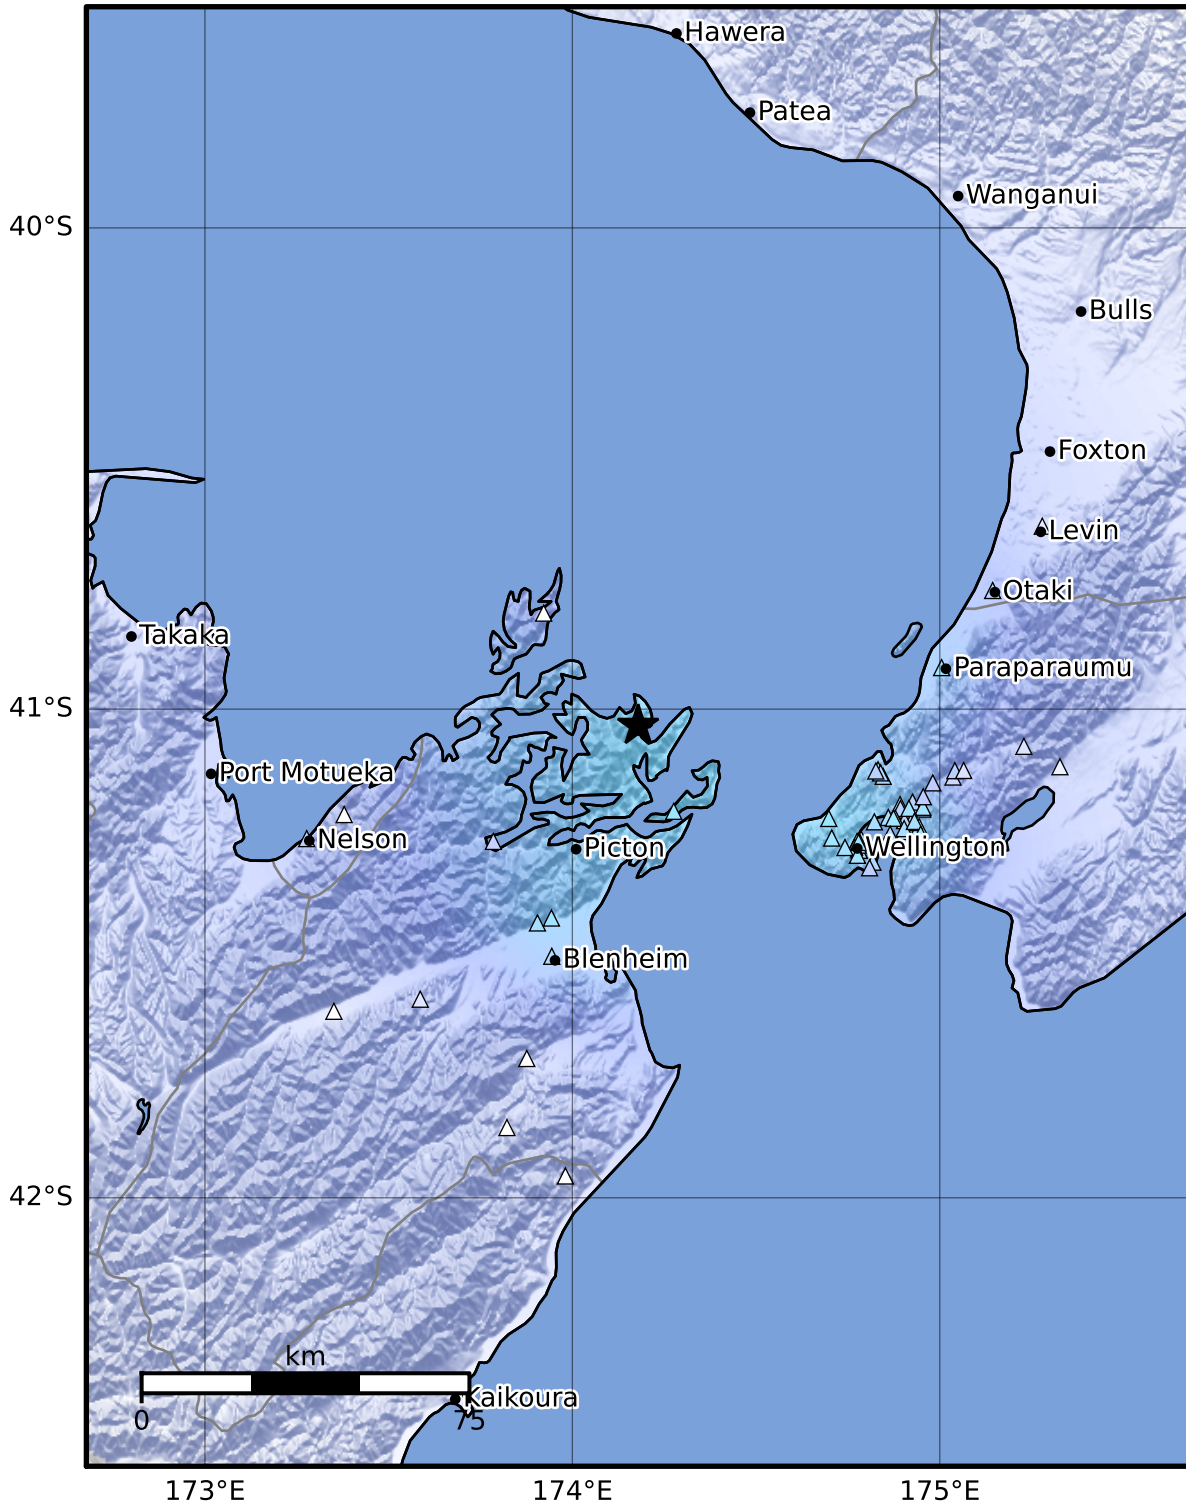 Hawera
Patea
Wanganui
40°S
Bulls
Foxton
Levin
Otaki
Takaka
Paraparaumu
41°S
Port Motueka
Nelson
Picton
Wellington
Blenheim
42°S
km
Kaikoura
0
75
173°E
174°E
175°E